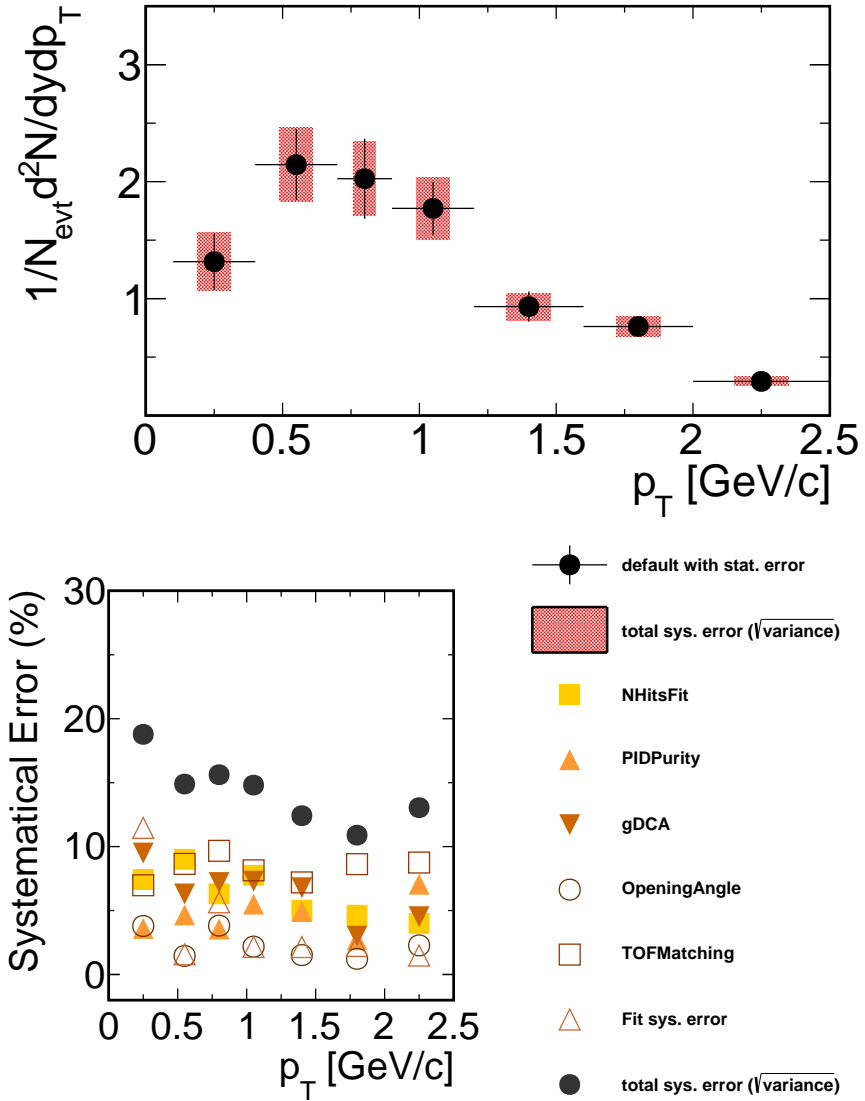 1/N_evt d²N/dydp_T
3
2
1
0 0.5 1 1.5 2 2.5
p_T [GeV/c]
Systematical Error (%)
30
20
10
0
0 0.5 1 1.5 2 2.5
p_T [GeV/c]
default with stat. error
total sys. error (√variance)
NHitsFit
PIDPurity
gDCA
OpeningAngle
TOFMatching
Fit sys. error
total sys. error (√variance)